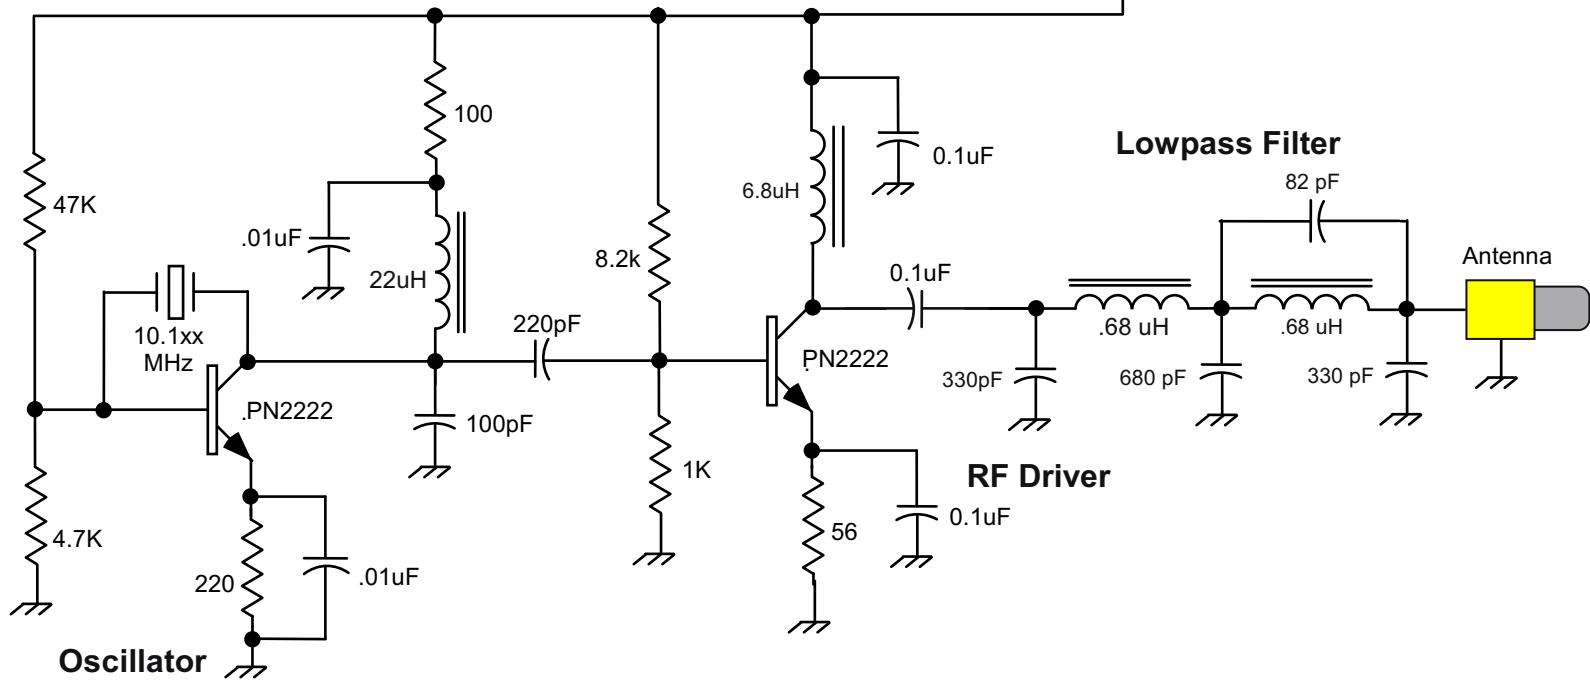 100
0.1uF
Lowpass Filter
82 pF
6.8uH
47K
.01uF
8.2k
Antenna
22uH
0.1uF
10.1xx
MHz
220pF
.68 uH
.68 uH
.PN2222
PN2222
330pF
680 pF
330 pF
100pF
1K
RF Driver
0.1uF
56
4.7K
220
.01uF
Oscillator